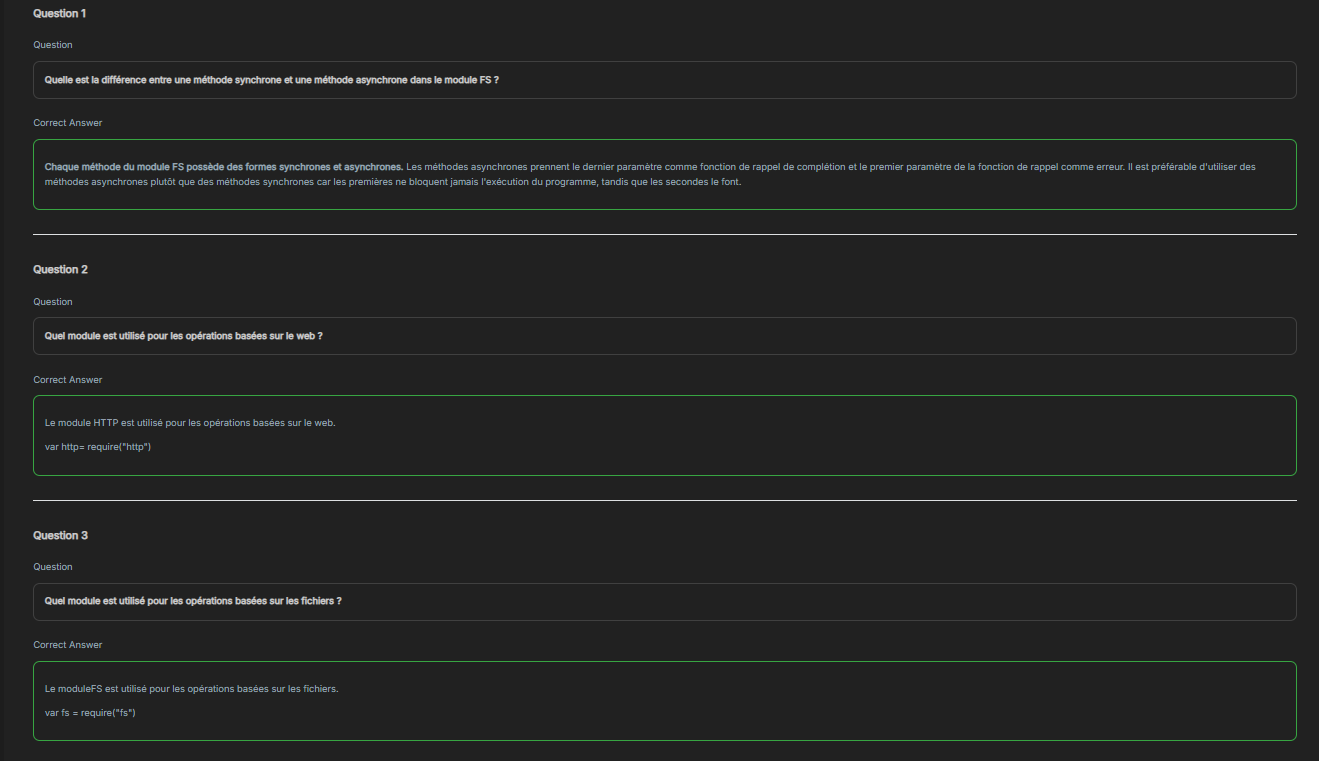 Question 1
Question
Quelle est la différence entre une méthode synchrone et une méthode asynchrone dans le module FS ?
Correct Answer
Chaque méthode du module FS possède des formes synchrones et asynchrones. Les méthodes asynchrones prennent le dernier paramètre comme fonction de rappel de complétion et le premier paramètre de la fonction de rappel comme erreur. Il est préférable d'utiliser des
méthodes asynchrones plutôt que des méthodes synchrones car les premières ne bloquent jamais l'exécution du programme, tandis que les secondes le font.
Question 2
Question
Quel module est utilisé pour les opérations basées sur le web ?
Correct Answer
Le module HTTP est utilisé pour les opérations basées sur le web.
var http= require("http")
Question 3
Question
Quel module est utilisé pour les opérations basées sur les fichiers ?
Correct Answer
Le moduleFS est utilisé pour les opérations basées sur les fichiers.
var fs = require("fs")